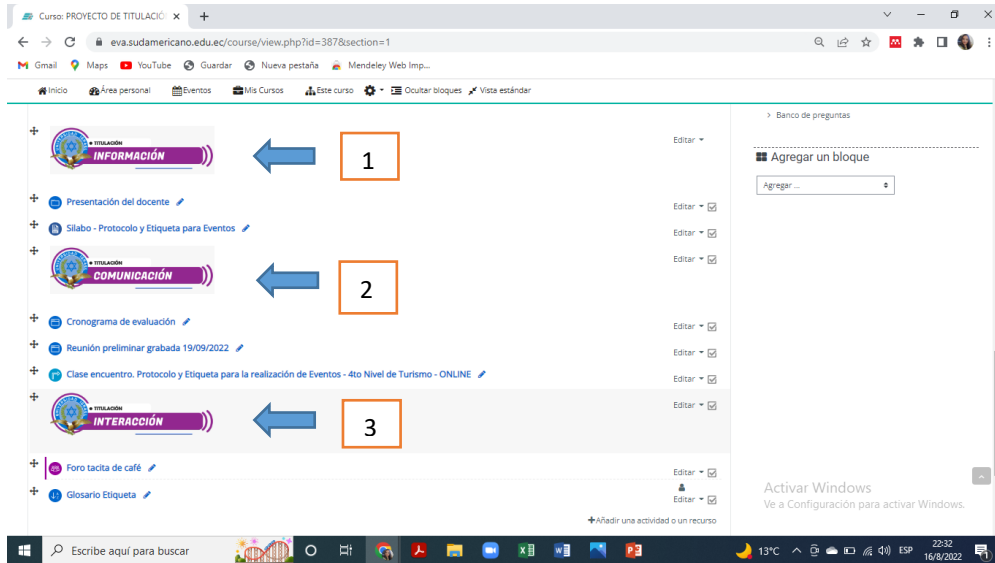 Curso: PROYECTO DE TITULACIÓ
eva.sudamericano.edu.ec/course/view.php?id=387&section=1
Gmail Maps YouTube Guardar Nueva pestaña Mendeley Web Imp...
Inicio Área personal Eventos Mis Cursos Este curso Ocultar bloques Vista estándar
> Banco de preguntas
TITULACIÓN
INFORMACIÓN
1
Editar
Agregar un bloque
Agregar ...
Presentación del docente
Editar
Silabo - Protocolo y Etiqueta para Eventos
Editar
TITULACIÓN
COMUNICACIÓN
2
Editar
Cronograma de evaluación
Editar
Reunión preliminar grabada 19/09/2022
Editar
Clase encuentro. Protocolo y Etiqueta para la realización de Eventos - 4to Nivel de Turismo - ONLINE
Editar
TITULACIÓN
INTERACCIÓN
3
Editar
Foro tacita de café
Editar
Glosario Etiqueta
Editar
+Añadir una actividad o un recurso
Activar Windows
Ve a Configuración para activar Windows.
Escribe aquí para buscar
13°C
ESP
22:32
16/8/2022